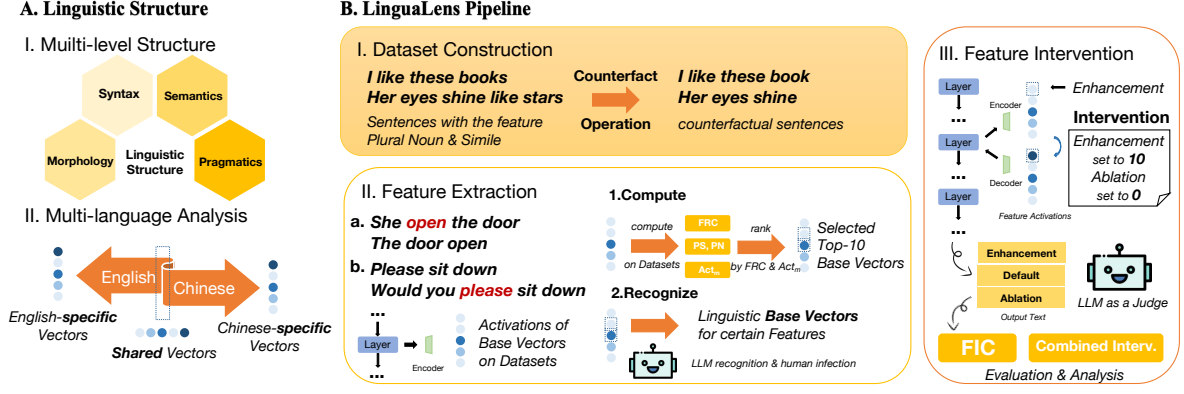 A. Linguistic Structure
I. Muilti-level Structure
Syntax
Semantics
Morphology
Linguistic
Structure
Pragmatics
II. Multi-language Analysis
English
Chinese
English-specific
Vectors
Shared Vectors
Chinese-specific
Vectors
B. LinguaLens Pipeline
I. Dataset Construction
I like these books
Her eyes shine like stars
Sentences with the feature
Plural Noun & Simile
Counterfact
Operation
I like these book
Her eyes shine
counterfactual sentences
II. Feature Extraction
a. She open the door
The door open
b. Please sit down
Would you please sit down
...
Layer
...
Encoder
Activations of
Base Vectors
on Datasets
1.Compute
compute
on Datasets
FRC
PS, PN
Actm
rank
by FRC & Actm
Selected
Top-10
Base Vectors
2.Recognize
Linguistic Base Vectors
for certain Features
LLM recognition & human infection
III. Feature Intervention
Layer
...
Layer
...
Layer
...
Encoder
Decoder
Enhancement
Intervention
Enhancement
set to 10
Ablation
set to 0
Feature Activations
Enhancement
Default
Ablation
Output Text
LLM as a Judge
FIC
Combined Interv.
Evaluation & Analysis